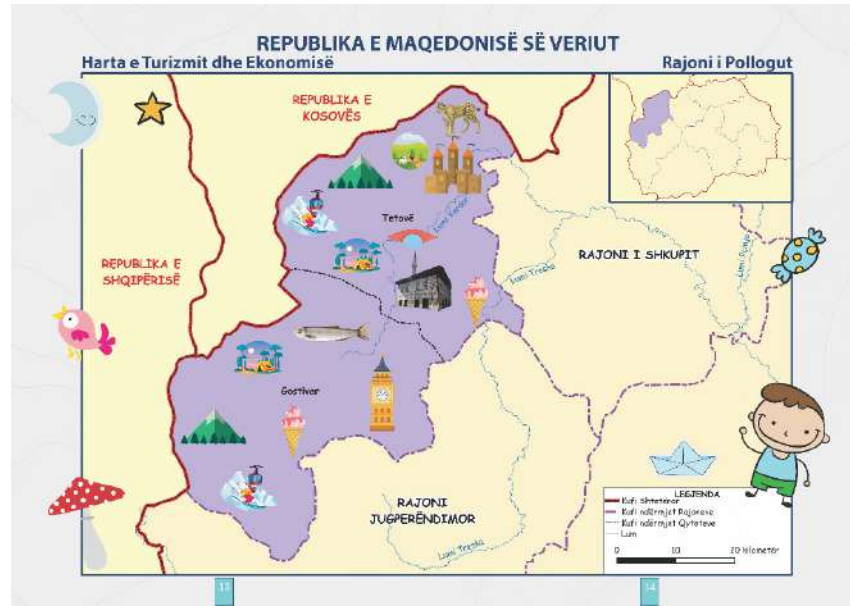 REPUBLIKA E MAQEDONISË SË VERIUT
Harta e Turizmit dhe Ekonomisë
Rajoni i Pollogut
REPUBLIKA E
KOSOVËS
Tetovë
Lumi Vardar
REPUBLIKA E
SHQIPËRISË
RAJONI I SHKUPIT
Lumi Treska
Gostivar
RAJONI
JUGPERËNDIMOR
Lumi Treska
LEGJENDA
Kufi Shtetëror
Kufi ndërmjet Rajoneve
Kufi ndërmjet Qyteteve
Lum
0 10 20 kilometër
13
14